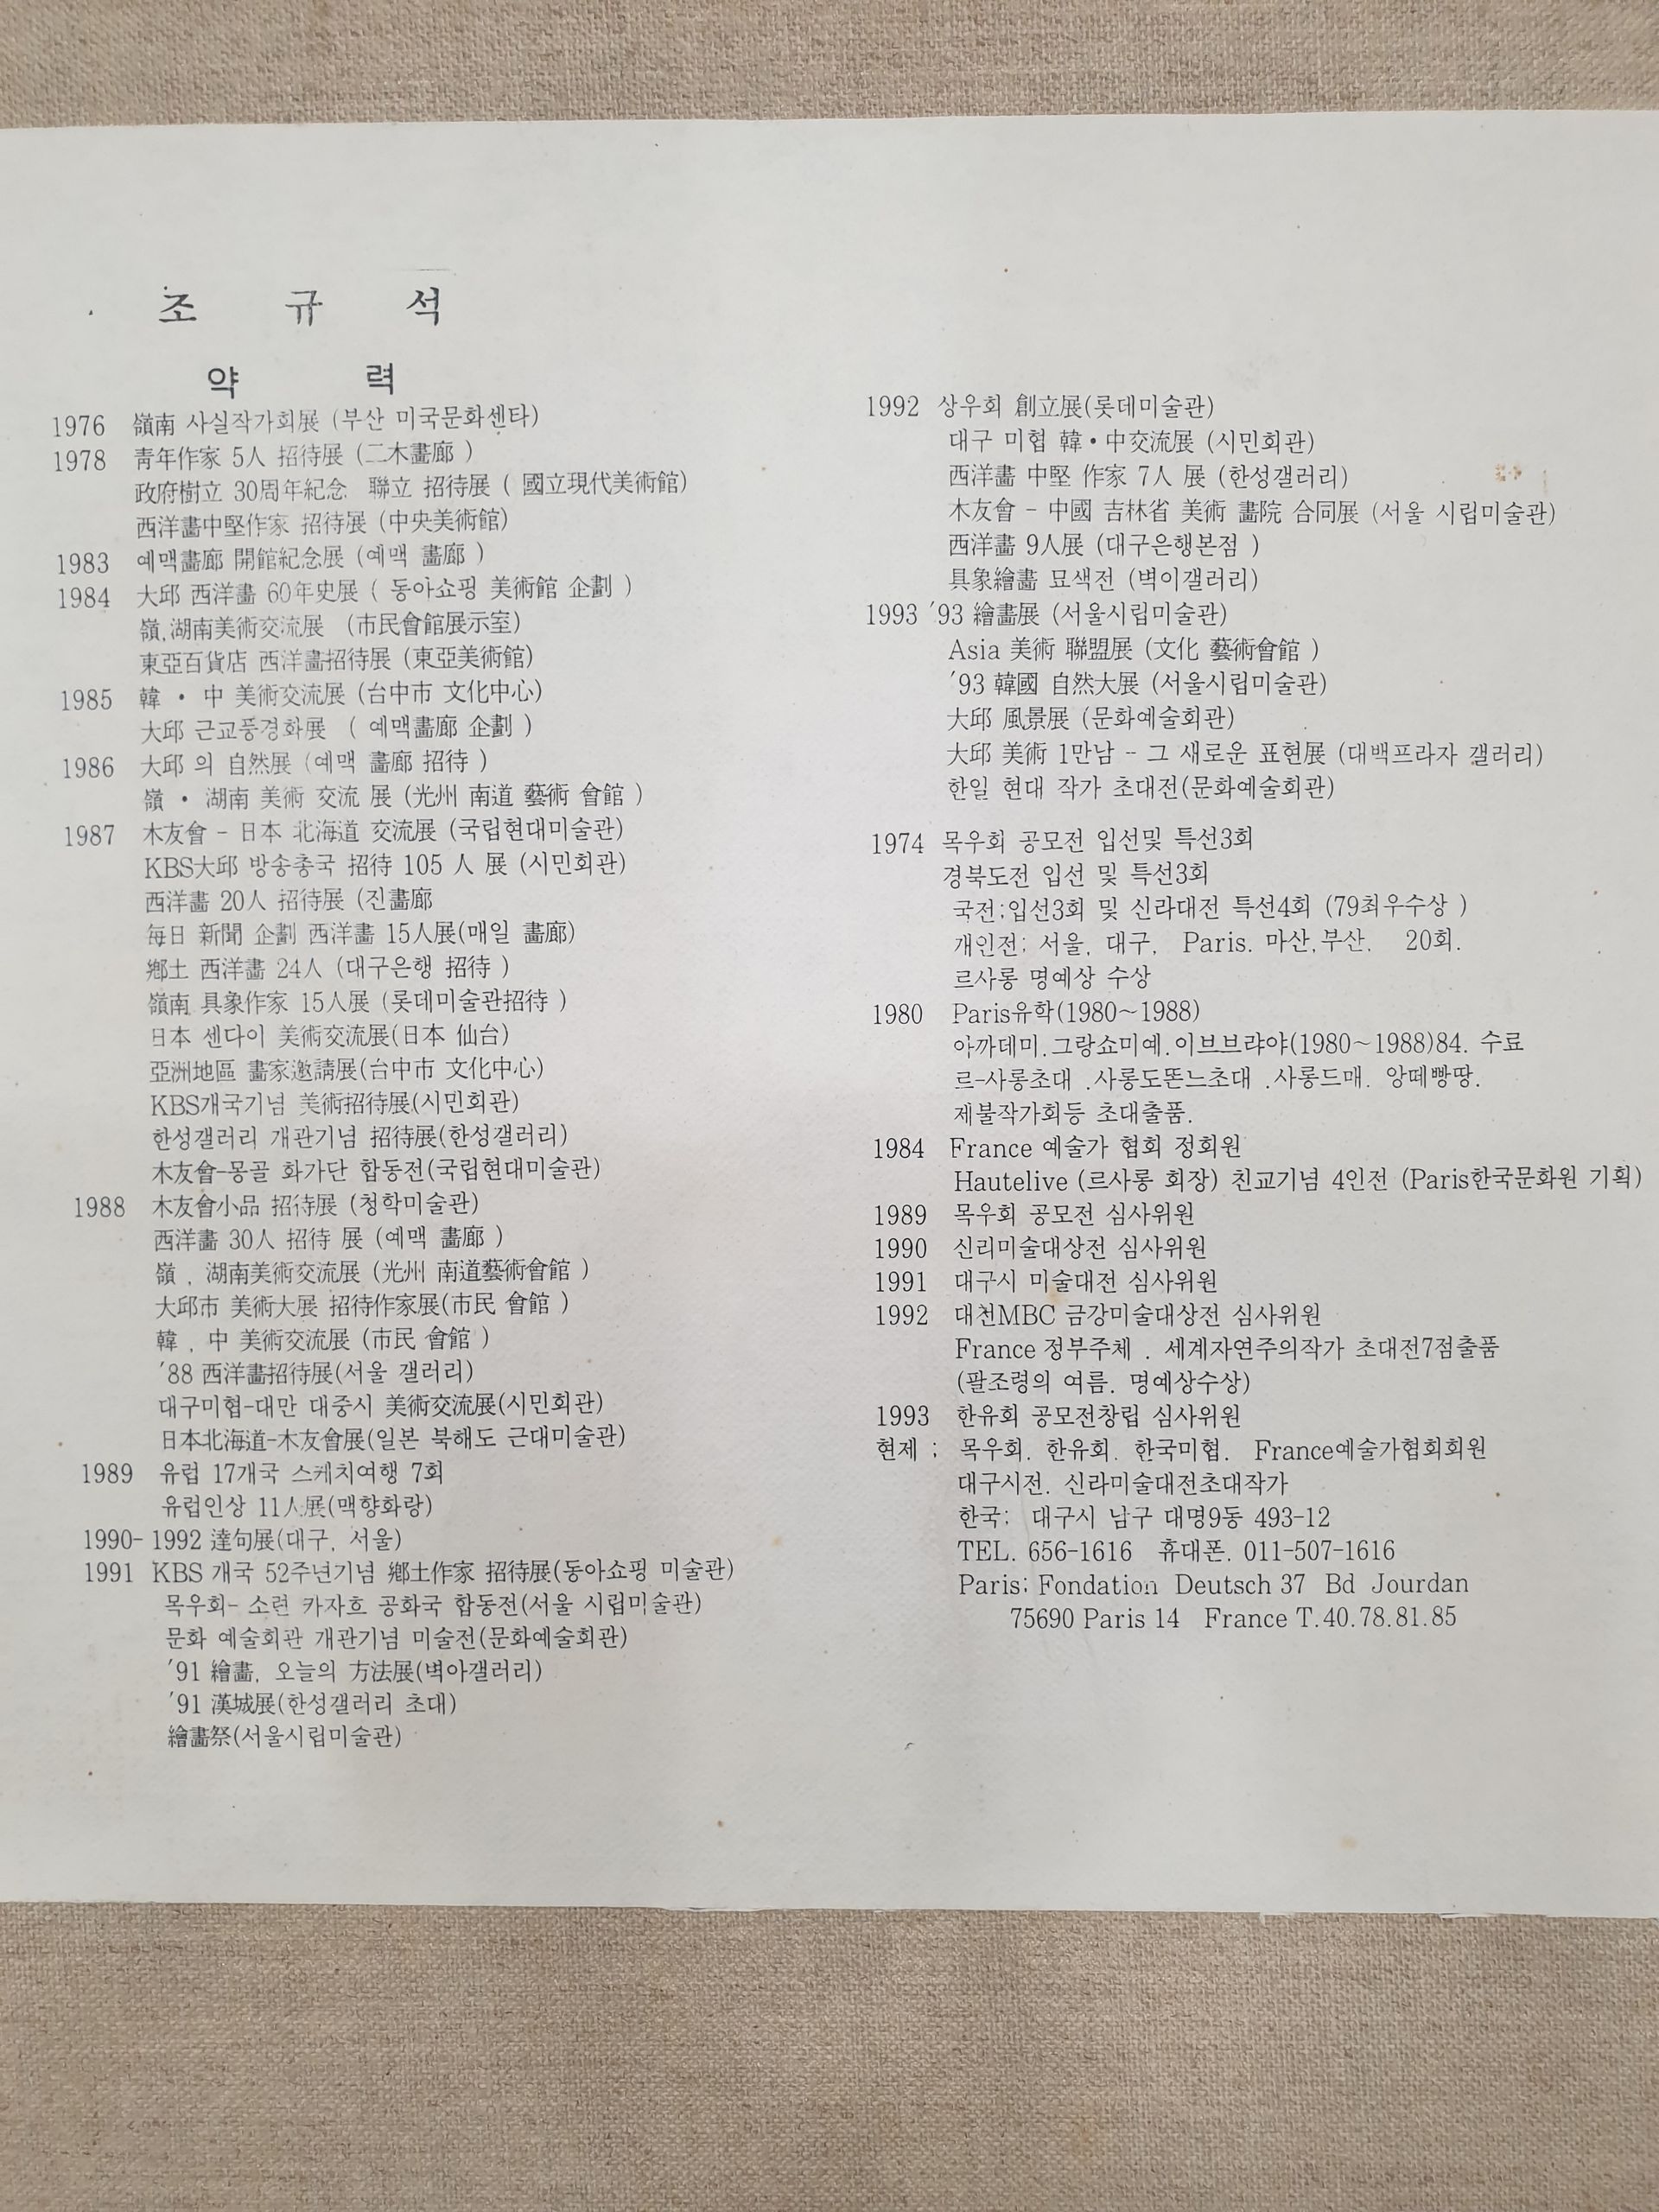 조 규 석
약 력
1976 嶺南 사실작가회展 (부산 미국문화센타)
1978 靑年作家 5人 招待展 (二木畫廊 )
政府樹立 30周年紀念 聯立 招待展 ( 國立現代美術館)
西洋畵中堅作家 招待展 (中央美術館)
1983 예맥畫廊 開館紀念展 (예맥 畫廊 )
1984 大邱 西洋畵 60年史展 ( 동아쇼핑 美術館 企劃 )
嶺,湖南美術交流展 (市民會館展示室)
東亞百貨店 西洋畵招待展 (東亞美術館)
1985 韓 · 中 美術交流展 (台中市 文化中心)
大邱 근교풍경화展 ( 예맥畫廊 企劃 )
1986 大邱 의 自然展 (예맥 畫廊 招待 )
嶺 · 湖南 美術 交流 展 (光州 南道 藝術 會館 )
1987 木友會 - 日本 北海道 交流展 (국립현대미술관)
KBS大邱 방송총국 招待 105 人 展 (시민회관)
西洋畵 20人 招待展 (진畫廊
每日 新聞 企劃 西洋畵 15人展(매일 畫廊)
鄕土 西洋畵 24人 (대구은행 招待 )
嶺南 具象作家 15人展 (롯데미술관招待 )
日本 센다이 美術交流展(日本 仙台)
亞洲地區 畫家邀請展(台中市 文化中心)
KBS개국기념 美術招待展(시민회관)
한성갤러리 개관기념 招待展(한성갤러리)
木友會-몽골 화가단 합동전(국립현대미술관)
1988 木友會小品 招待展 (청학미술관)
西洋畵 30人 招待 展 (예맥 畫廊 )
嶺 , 湖南美術交流展 (光州 南道藝術會館 )
大邱市 美術大展 招待作家展(市民 會館 )
韓 , 中 美術交流展 (市民 會館 )
'88 西洋畵招待展(서울 갤러리)
대구미협-대만 대중시 美術交流展(시민회관)
日本北海道-木友會展(일본 북해도 근대미술관)
1989 유럽 17개국 스케치여행 7회
유럽인상 11人展(맥향화랑)
1990- 1992 達句展(대구, 서울)
1991 KBS 개국 52주년기념 鄕土作家 招待展(동아쇼핑 미술관)
목우회- 소련 카자흐 공화국 합동전(서울 시립미술관)
문화 예술회관 개관기념 미술전(문화예술회관)
'91 繪畵, 오늘의 方法展(벽아갤러리)
'91 漢城展(한성갤러리 초대)
繪畵祭(서울시립미술관)
1992 상우회 創立展(롯데미술관)
대구 미협 韓·中交流展 (시민회관)
西洋畵 中堅 作家 7人 展 (한성갤러리)
木友會 - 中國 吉林省 美術 畫院 合同展 (서울 시립미술관)
西洋畵 9人展 (대구은행본점 )
具象繪畵 묘색전 (벽이갤러리)
1993 '93 繪畵展 (서울시립미술관)
Asia 美術 聯盟展 (文化 藝術會館 )
'93 韓國 自然大展 (서울시립미술관)
大邱 風景展 (문화예술회관)
大邱 美術 1만남 - 그 새로운 표현展 (대백프라자 갤러리)
한일 현대 작가 초대전(문화예술회관)
1974 목우회 공모전 입선및 특선3회
경북도전 입선 및 특선3회
국전;입선3회 및 신라대전 특선4회 (79최우수상 )
개인전; 서울, 대구, Paris. 마산,부산, 20회.
르사롱 명예상 수상
1980 Paris유학(1980~1988)
아까데미.그랑쇼미예.이브브랴야(1980~1988)84. 수료
르-사롱초대 .사롱도똔느초대 .사롱드매. 앙떼빵땅.
제불작가회등 초대출품.
1984 France 예술가 협회 정회원
Hautelive (르사롱 회장) 친교기념 4인전 (Paris한국문화원 기획)
1989 목우회 공모전 심사위원
1990 신리미술대상전 심사위원
1991 대구시 미술대전 심사위원
1992 대천MBC 금강미술대상전 심사위원
France 정부주체 . 세계자연주의작가 초대전7점출품
(팔조령의 여름. 명예상수상)
1993 한유회 공모전창립 심사위원
현제 ; 목우회. 한유회. 한국미협. France예술가협회회원
대구시전. 신라미술대전초대작가
한국; 대구시 남구 대명9동 493-12
TEL. 656-1616 휴대폰. 011-507-1616
Paris; Fondation Deutsch 37 Bd Jourdan
75690 Paris 14 France T.40.78.81.85